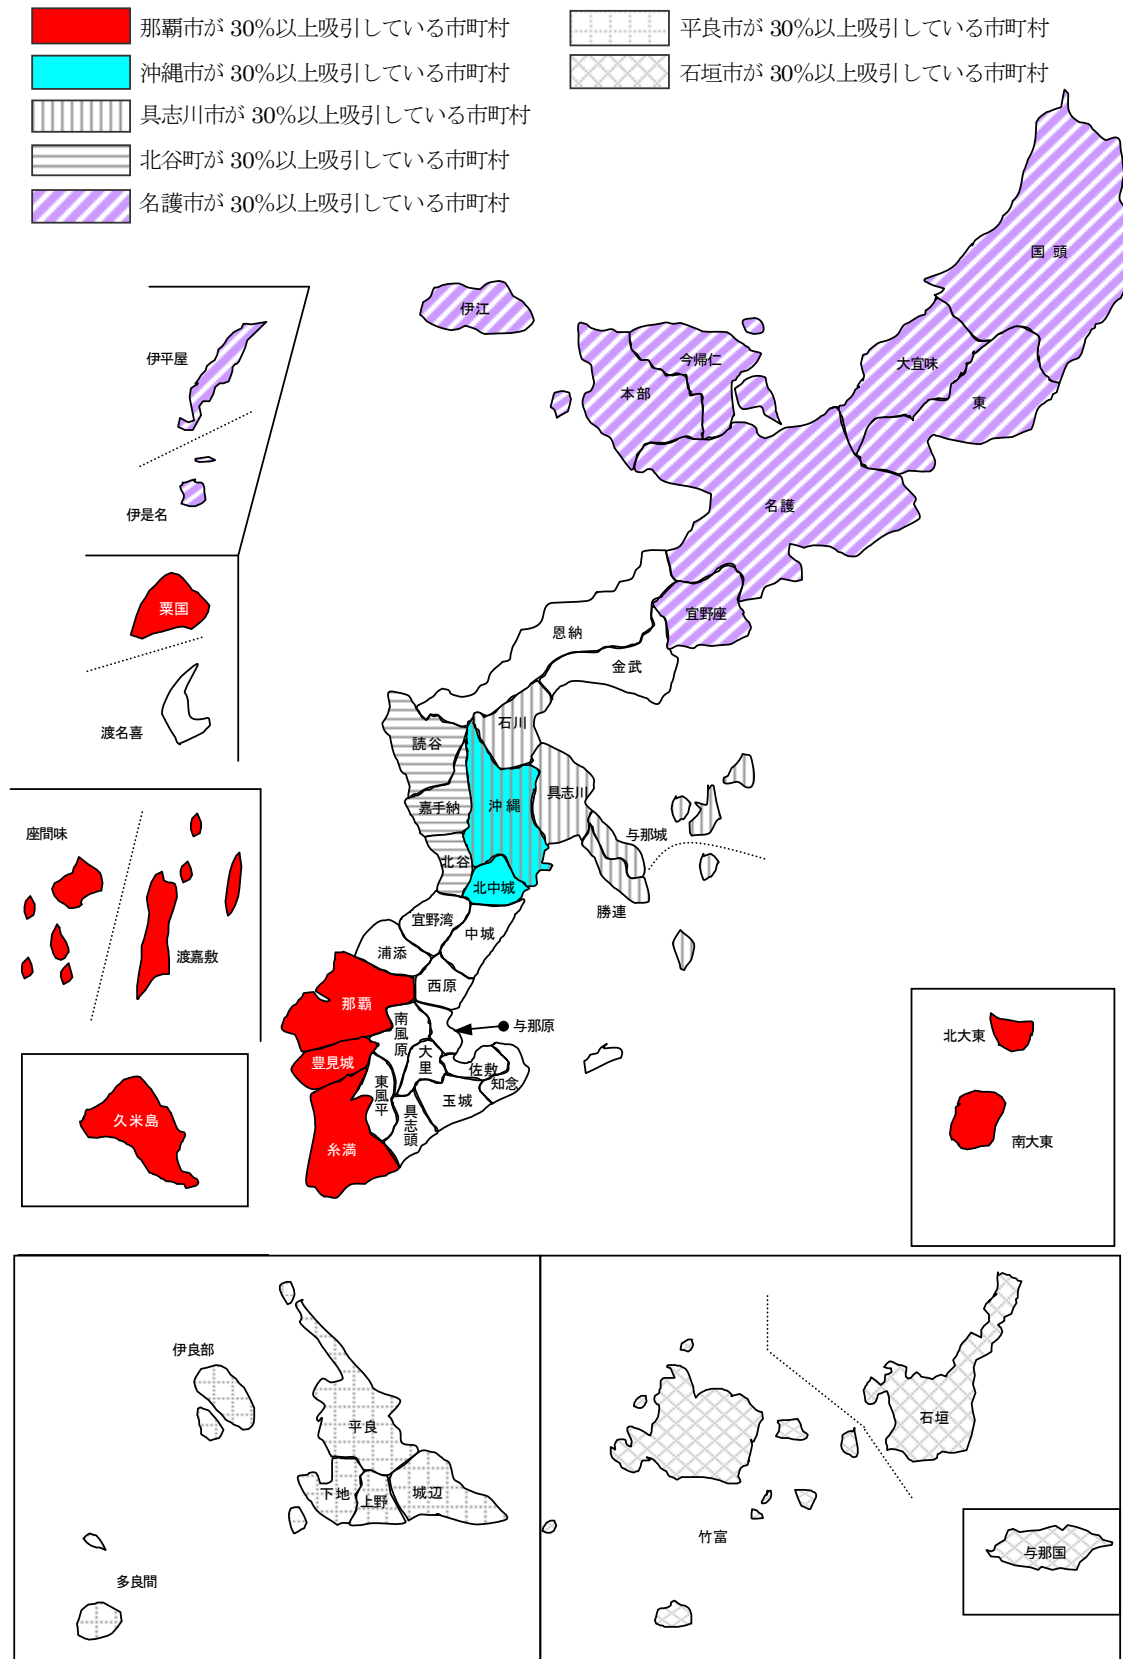 那覇市が 30%以上吸引している市町村
沖縄市が 30%以上吸引している市町村
具志川市が 30%以上吸引している市町村
北谷町が 30%以上吸引している市町村
名護市が 30%以上吸引している市町村
平良市が 30%以上吸引している市町村
石垣市が 30%以上吸引している市町村
国頭
伊江
伊平屋
今帰仁
大宜味
本部
東
名護
伊是名
粟国
宜野座
恩納
金武
渡名喜
石川
読谷
具志川
嘉手納
沖縄
座間味
与那城
北谷
北中城
勝連
宜野湾
中城
浦添
渡嘉敷
西原
那覇
与那原
南風原
北大東
大里
豊見城
佐敷
知念
東風平
玉城
具志頭
久米島
糸満
南大東
伊良部
平良
石垣
下地
上野
城辺
竹富
与那国
多良間